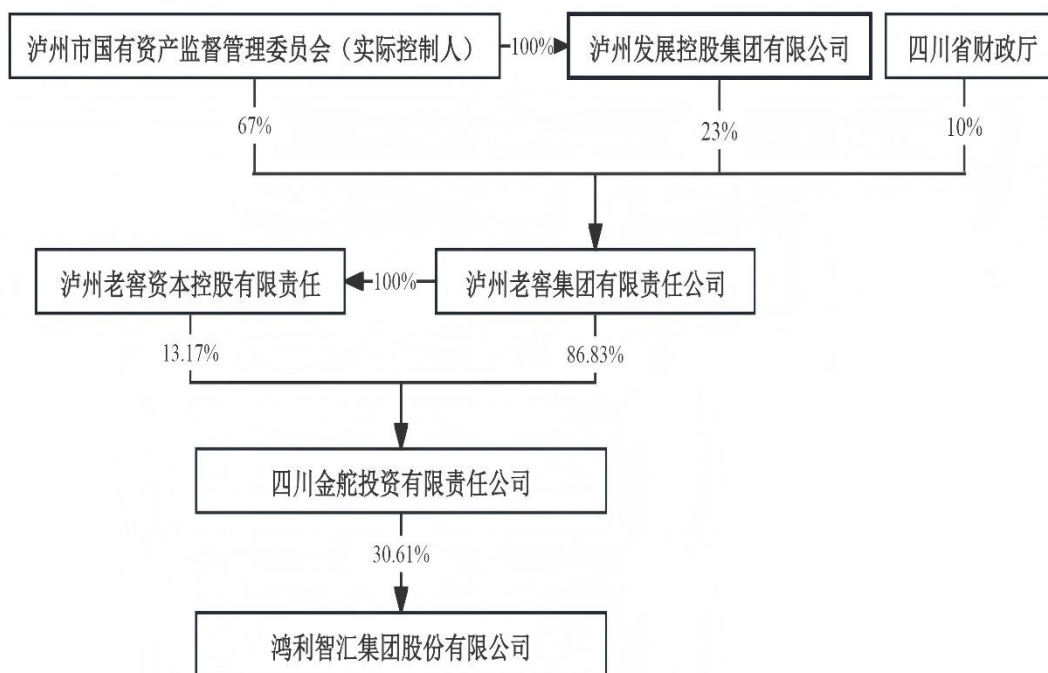 泸州市国有资产监督管理委员会（实际控制人）
100%
泸州发展控股集团有限公司
四川省财政厅
67%
23%
10%
泸州老窖资本控股有限责任
100%
泸州老窖集团有限责任公司
13.17%
86.83%
四川金舵投资有限责任公司
30.61%
鸿利智汇集团股份有限公司